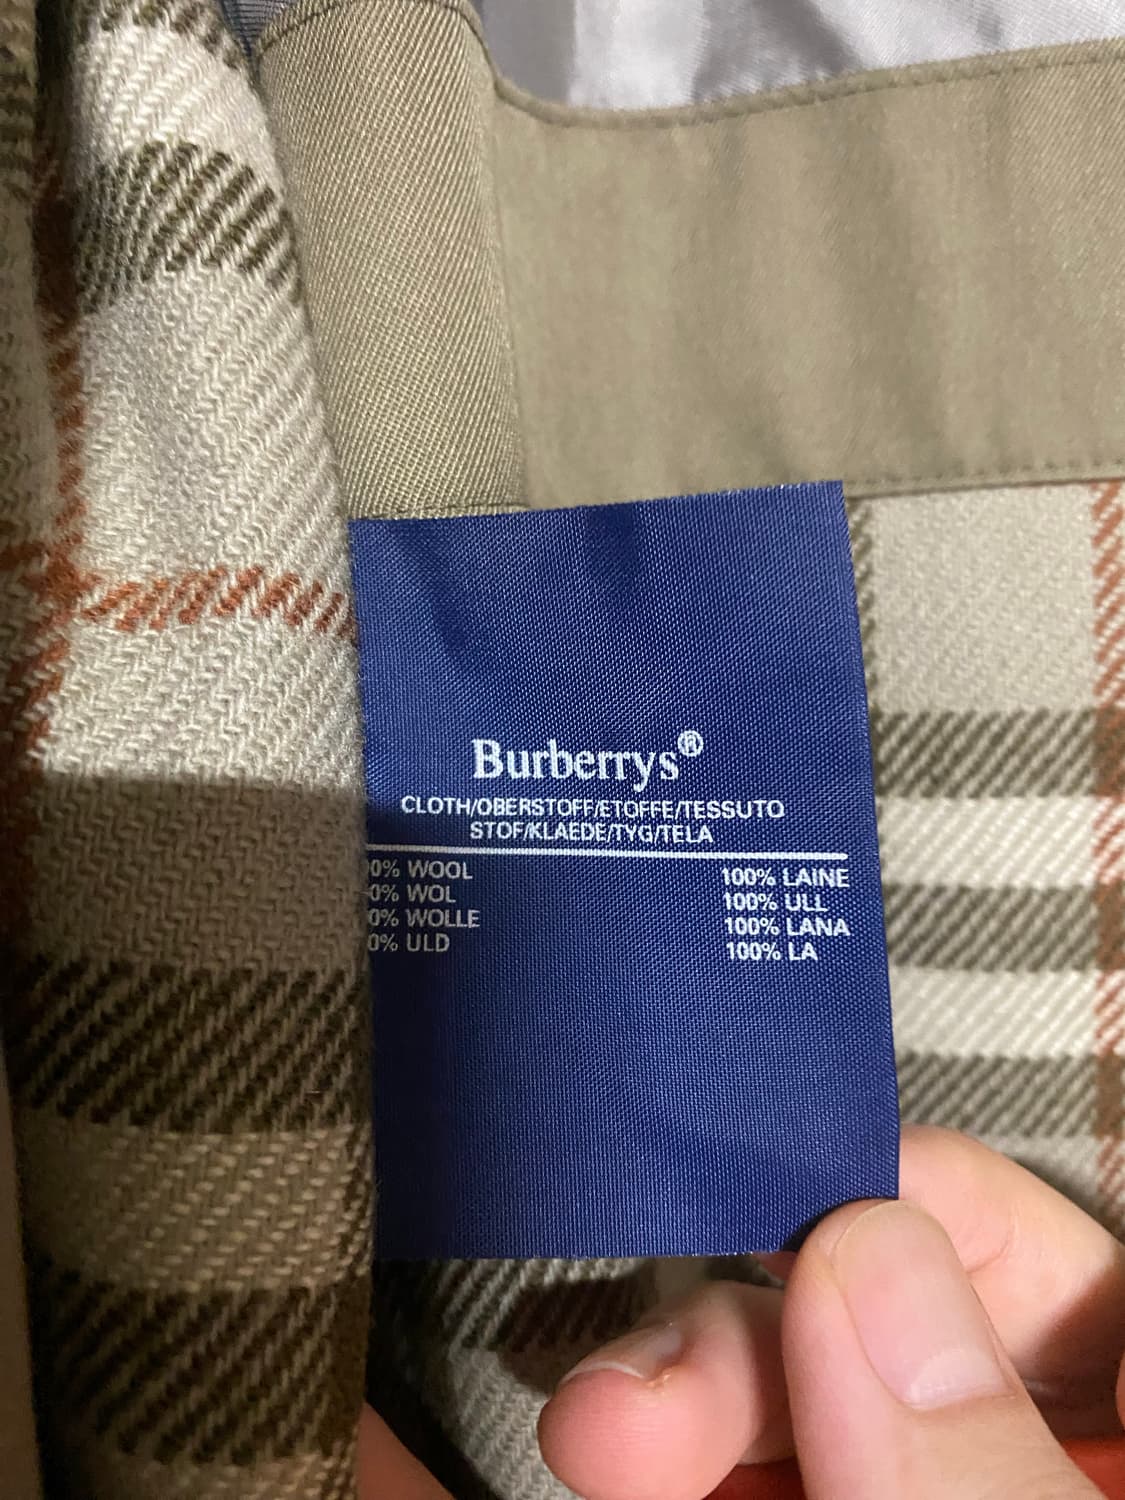 Burberrys®
CLOTH/OBERSTOFF/ETOFFE/TESSUTO
STOF/KLAEDE/TYG/TELA
00% WOOL 100% LAINE
0% WOL 100% ULL
0% WOLLE 100% LANA
0% ULD 100% LA